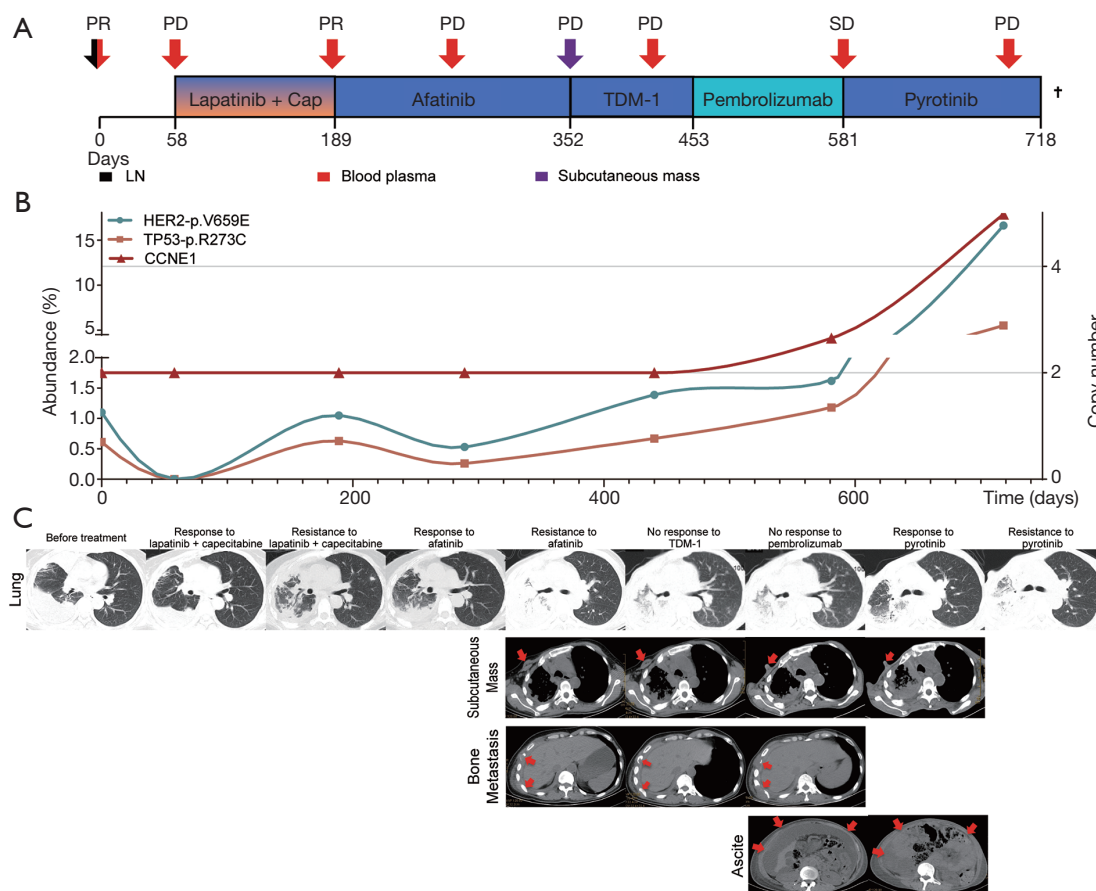 A
PR PD PR PD PD PD SD PD
Lapatinib + Cap Afatinib TDM-1 Pembrolizumab Pyrotinib †
0 58 189 352 453 581 718
Days
LN Blood plasma Subcutaneous mass
B
HER2-p.V659E
TP53-p.R273C
CCNE1
Abundance (%)
15
10
5
2.0
1.5
1.0
0.5
0.0
4
2
0
Copy number
0 200 400 600 Time (days)
C
Before treatment
Response to
lapatinib + capecitabine
Resistance to
lapatinib + capecitabine
Response to
afatinib
Resistance to
afatinib
No response to
TDM-1
No response to
pembrolizumab
Response to
pyrotinib
Resistance to
pyrotinib
Lung
Subcutaneous
Mass
Bone
Metastasis
Ascite